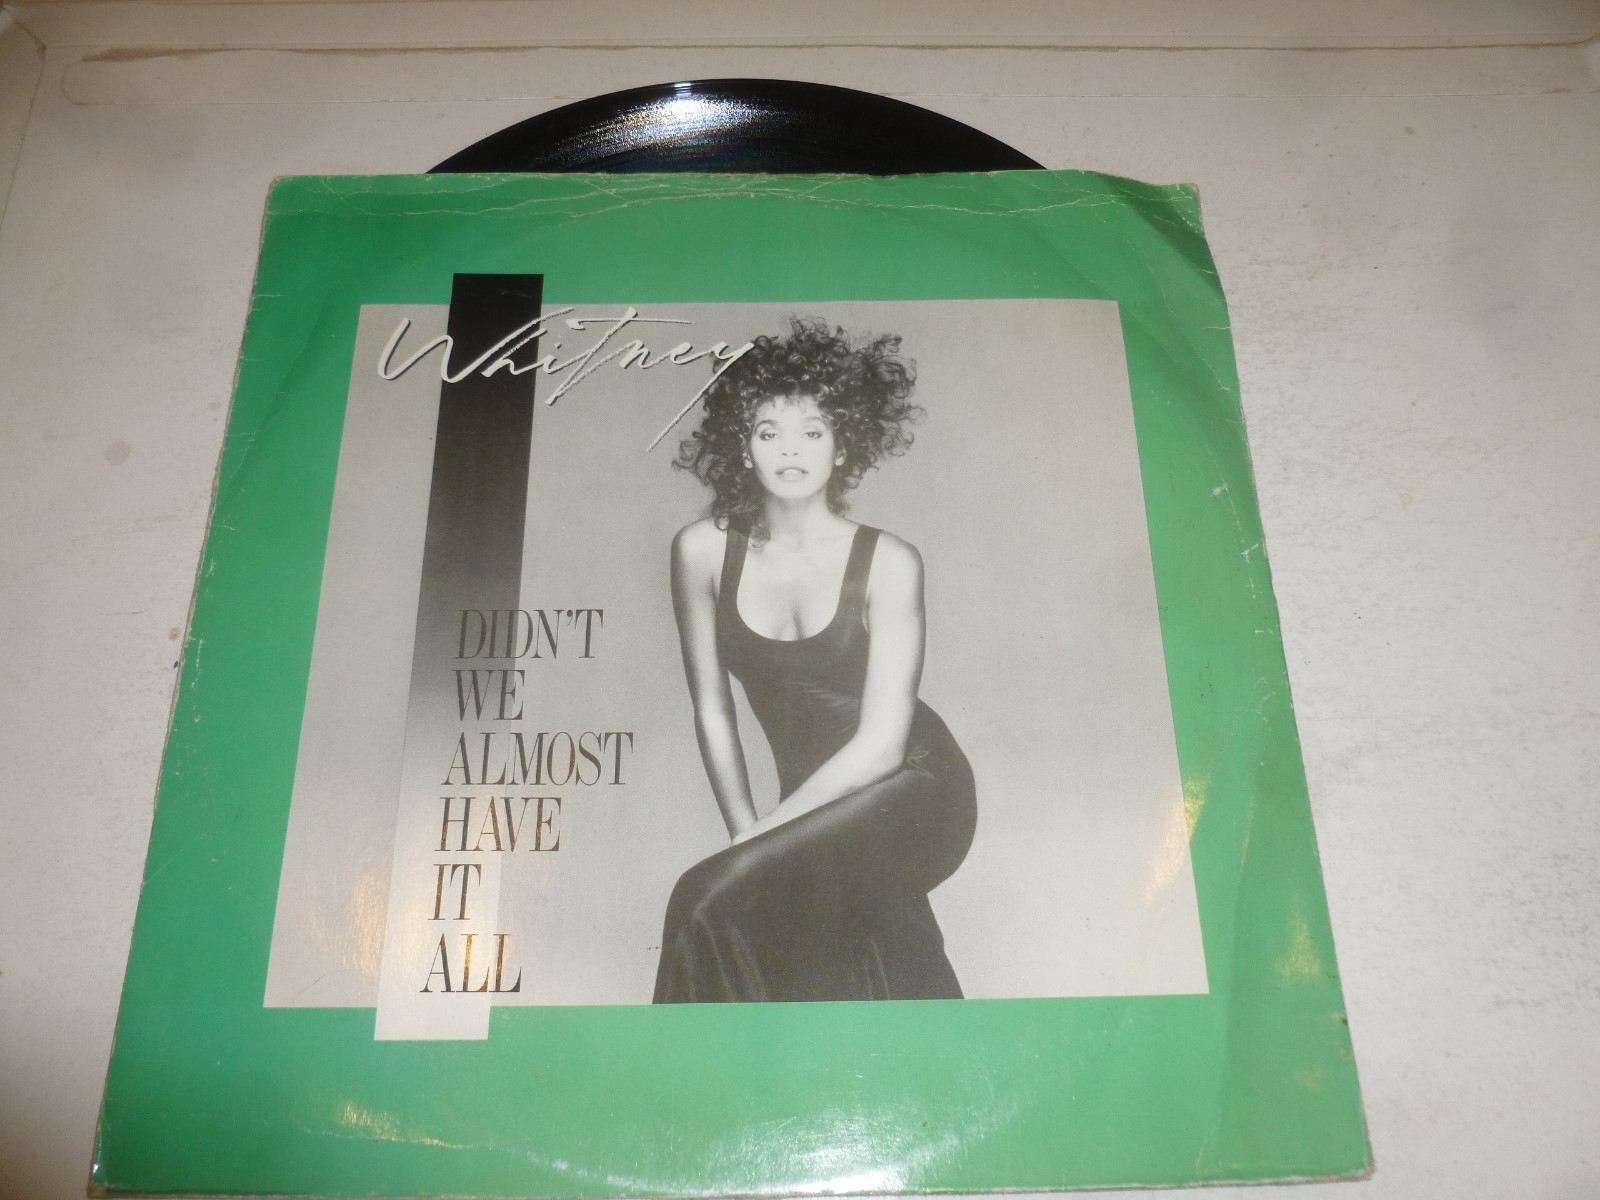 Whitney
DIDN'T
WE
ALMOST
HAVE
IT
ALL